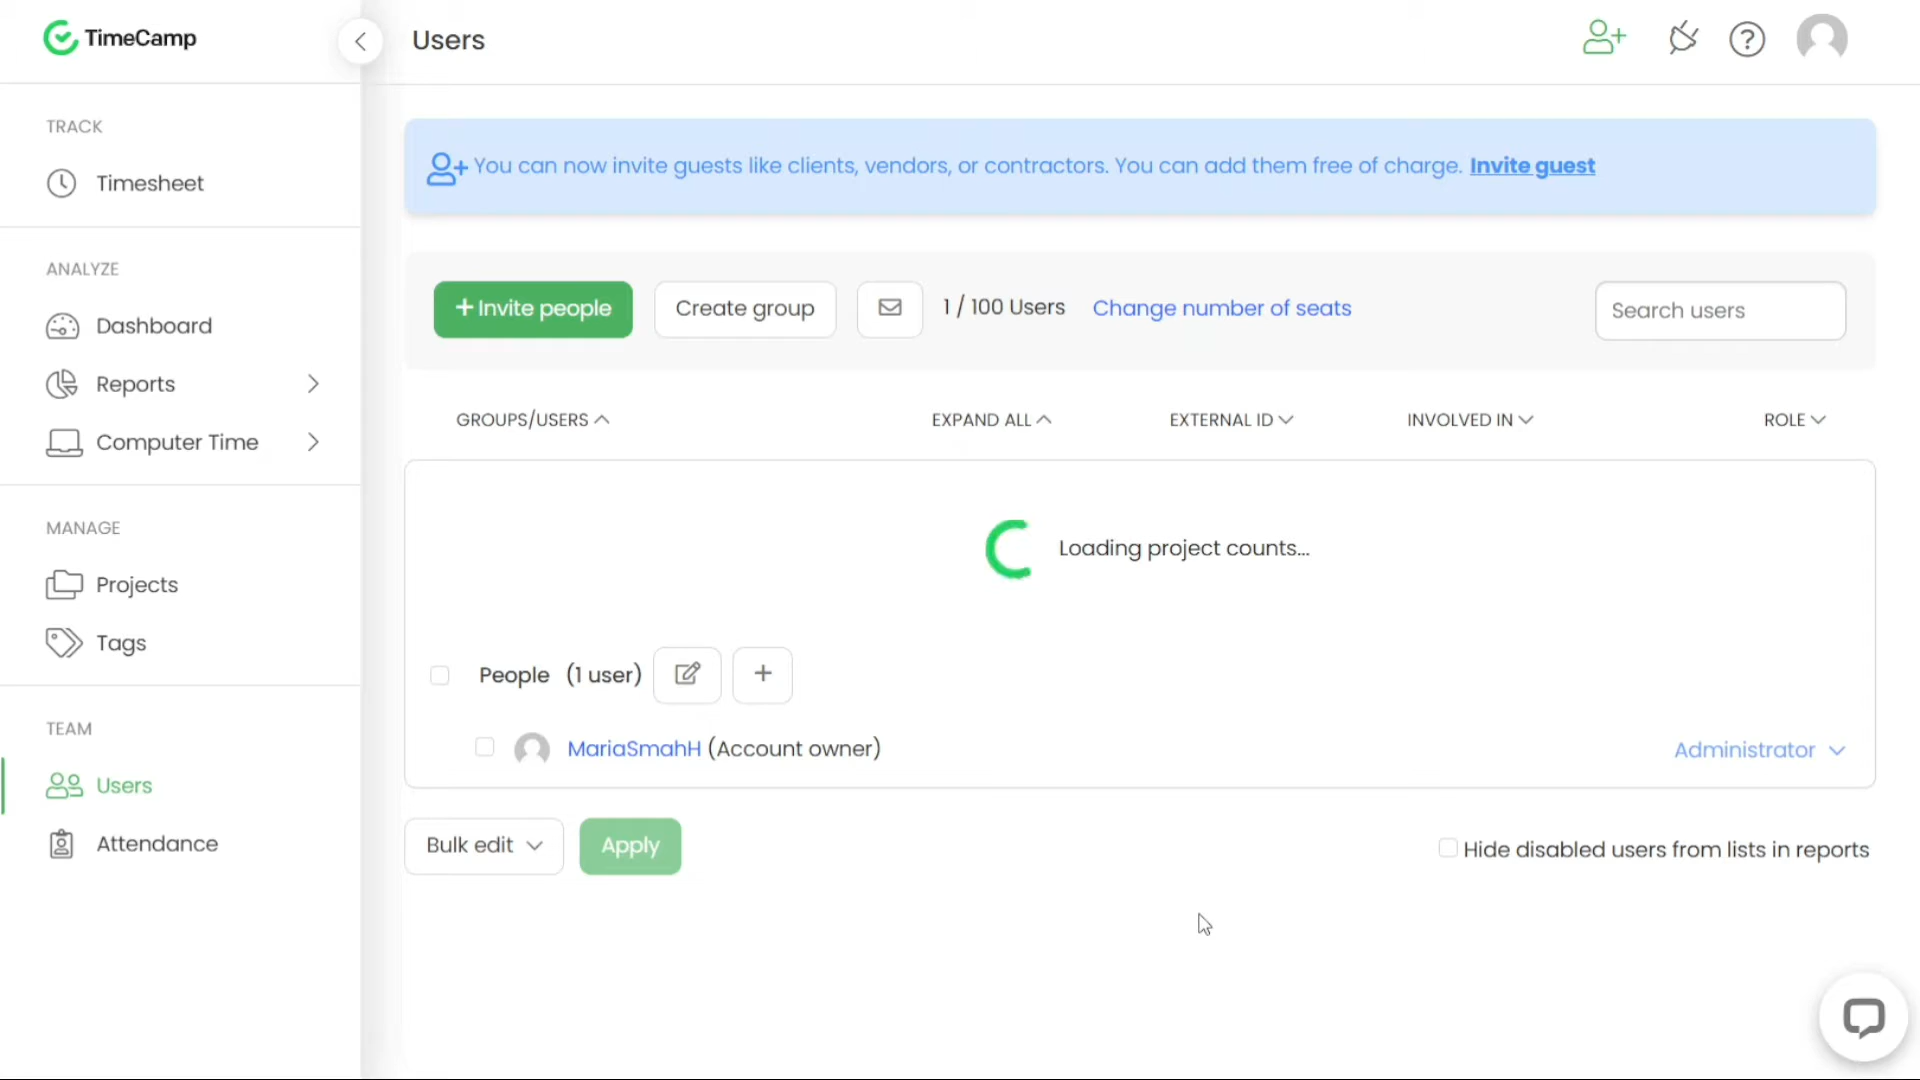 TimeCamp
Users
TRACK
Timesheet
ANALYZE
Dashboard
Reports
Computer Time
MANAGE
Projects
Tags
TEAM
Users
Attendance
You can now invite guests like clients, vendors, or contractors. You can add them free of charge. Invite guest
+ Invite people
Create group
1 / 100 Users
Change number of seats
Search users
GROUPS/USERS
EXPAND ALL
EXTERNAL ID
INVOLVED IN
ROLE
Loading project counts...
People (1 user)
+
MariaSmahH (Account owner)
Administrator
Bulk edit
Apply
Hide disabled users from lists in reports